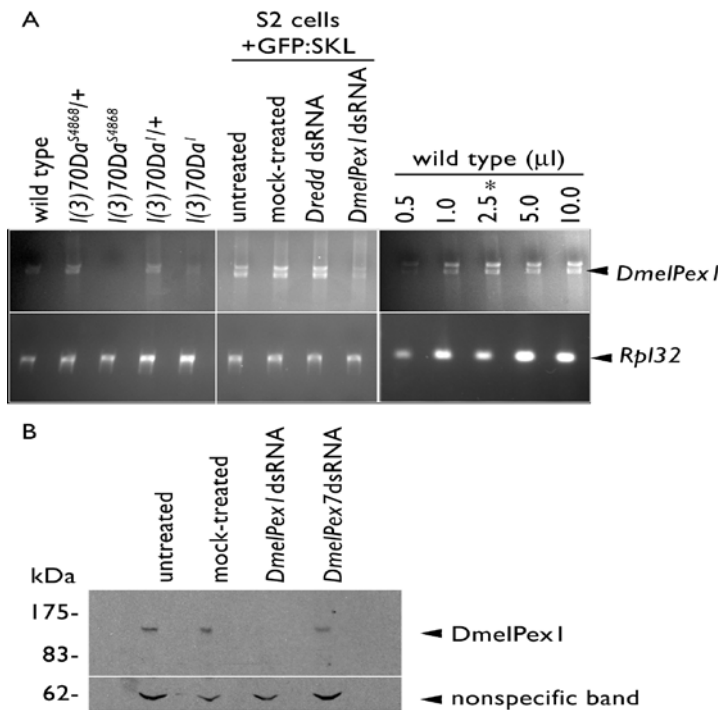 A
S2 cells
+GFP:SKL
wild type
l(3)70Da^S4868/+
l(3)70Da^S4868
l(3)70Da^1/+
l(3)70Da^1
untreated
mock-treated
Dredd dsRNA
DmelPex1 dsRNA
wild type (µl)
0.5
1.0
2.5*
5.0
10.0
DmelPex1
Rpl32
B
untreated
mock-treated
DmelPex1 dsRNA
DmelPex7 dsRNA
kDa
175-
83-
62-
DmelPex1
nonspecific band